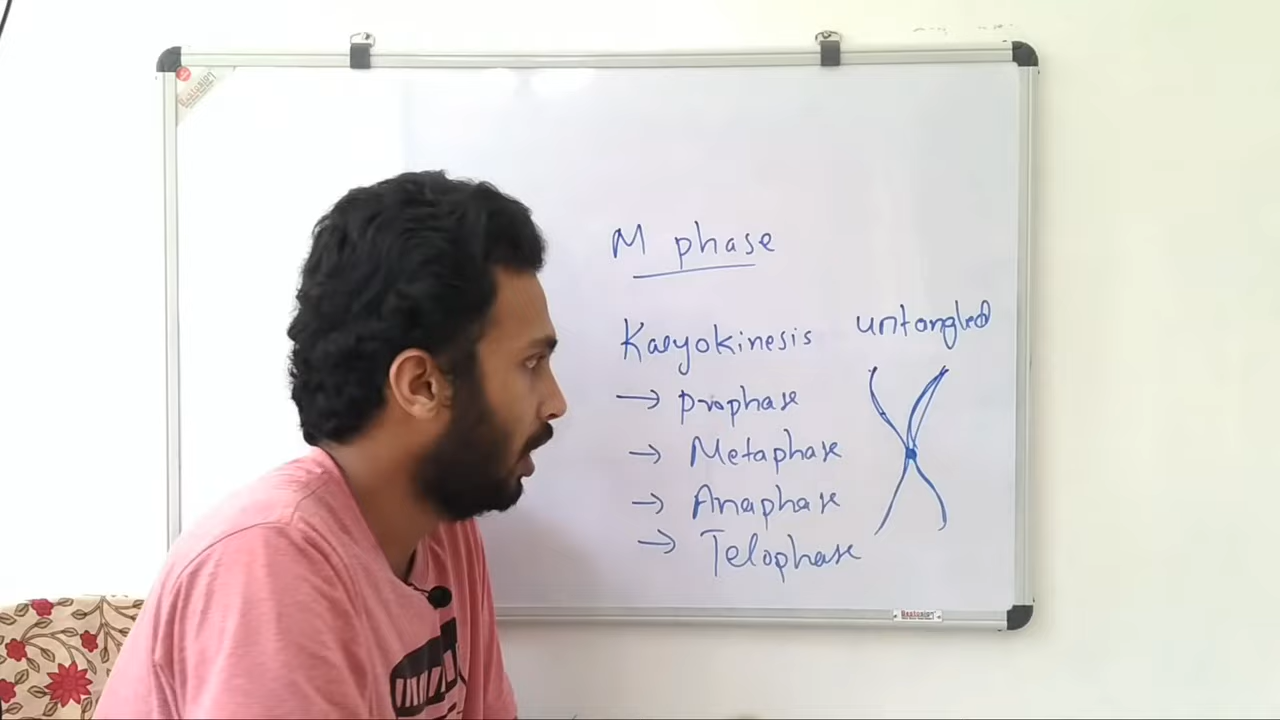 M phase
Karyokinesis untangled
→ prophase
→ Metaphase
→ Anaphase
→ Telophase